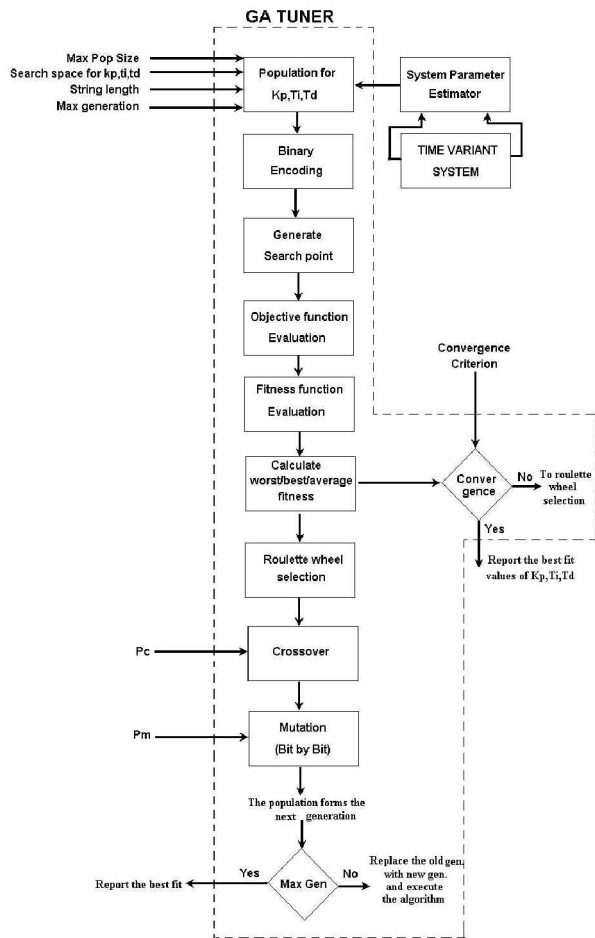 GA TUNER
Max Pop Size
Search space for kp,ti,td
String length
Max generation
Population for
Kp,Ti,Td
System Parameter
Estimator
TIME VARIANT
SYSTEM
Binary
Encoding
Generate
Search point
Objective function
Evaluation
Fitness function
Evaluation
Convergence
Criterion
Calculate
worst/best/average
fitness
Conver
gence
No
To roulette
wheel
selection
Yes
Report the best fit
values of Kp,Ti,Td
Roulette wheel
selection
Pc
Crossover
Pm
Mutation
(Bit by Bit)
The population forms the
next generation
Max Gen
Yes
Report the best fit
No
Replace the old gen.
with new gen.
and execute
the algorithm